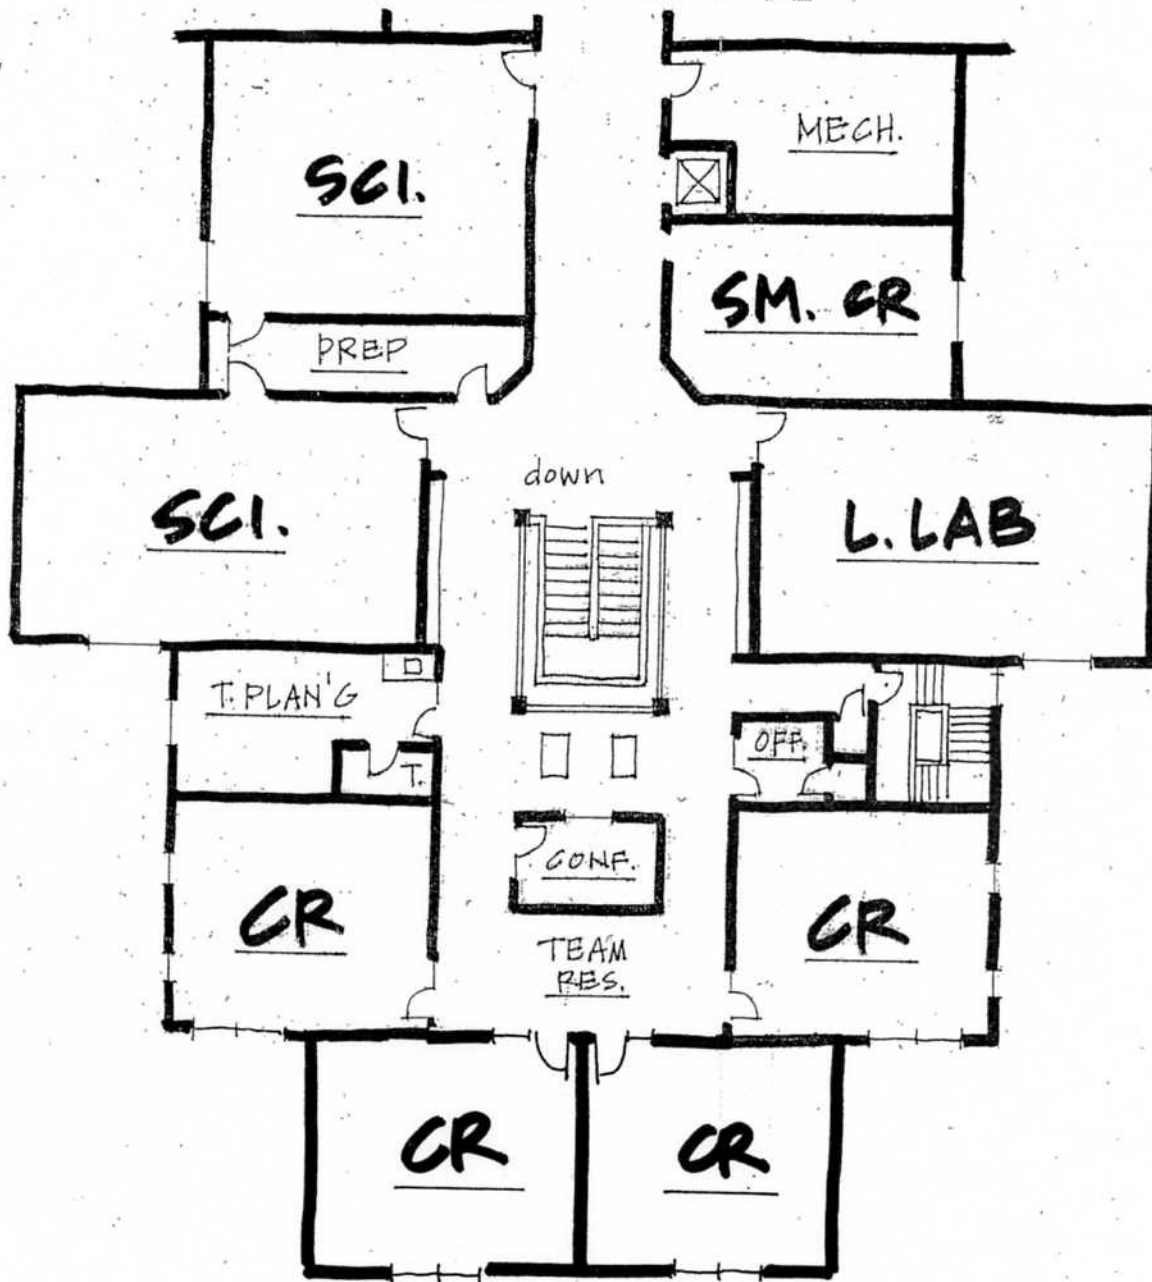 MECH.
SCI.
SM. CR
PREP
down
SCI.
L. LAB
T. PLAN'G
OFF.
T.
CONF.
CR
CR
TEAM
RES.
CR
CR